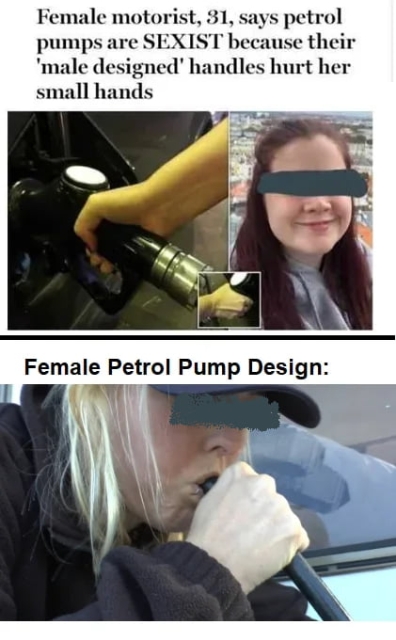 Female motorist, 31, says petrol
pumps are SEXIST because their
'male designed' handles hurt her
small hands
Female Petrol Pump Design: